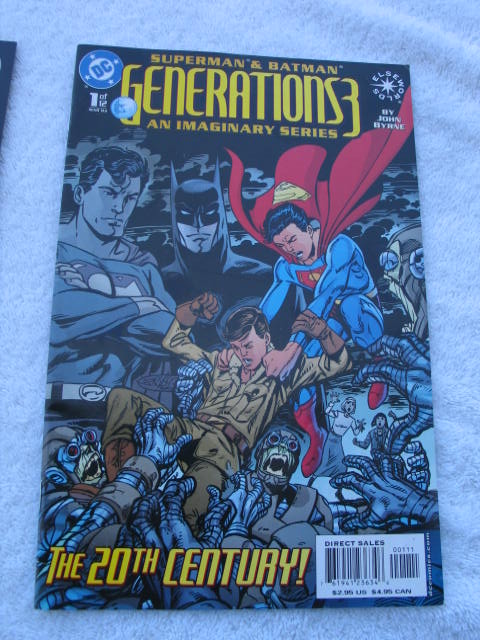 DC
SUPERMAN & BATMAN
GENERATIONS 3
AN IMAGINARY SERIES
1 of 12
ELSEWORLDS
BY
JOHN
BYRNE
THE 20TH CENTURY!
DIRECT SALES
00111
$2.95 US $4.95 CAN